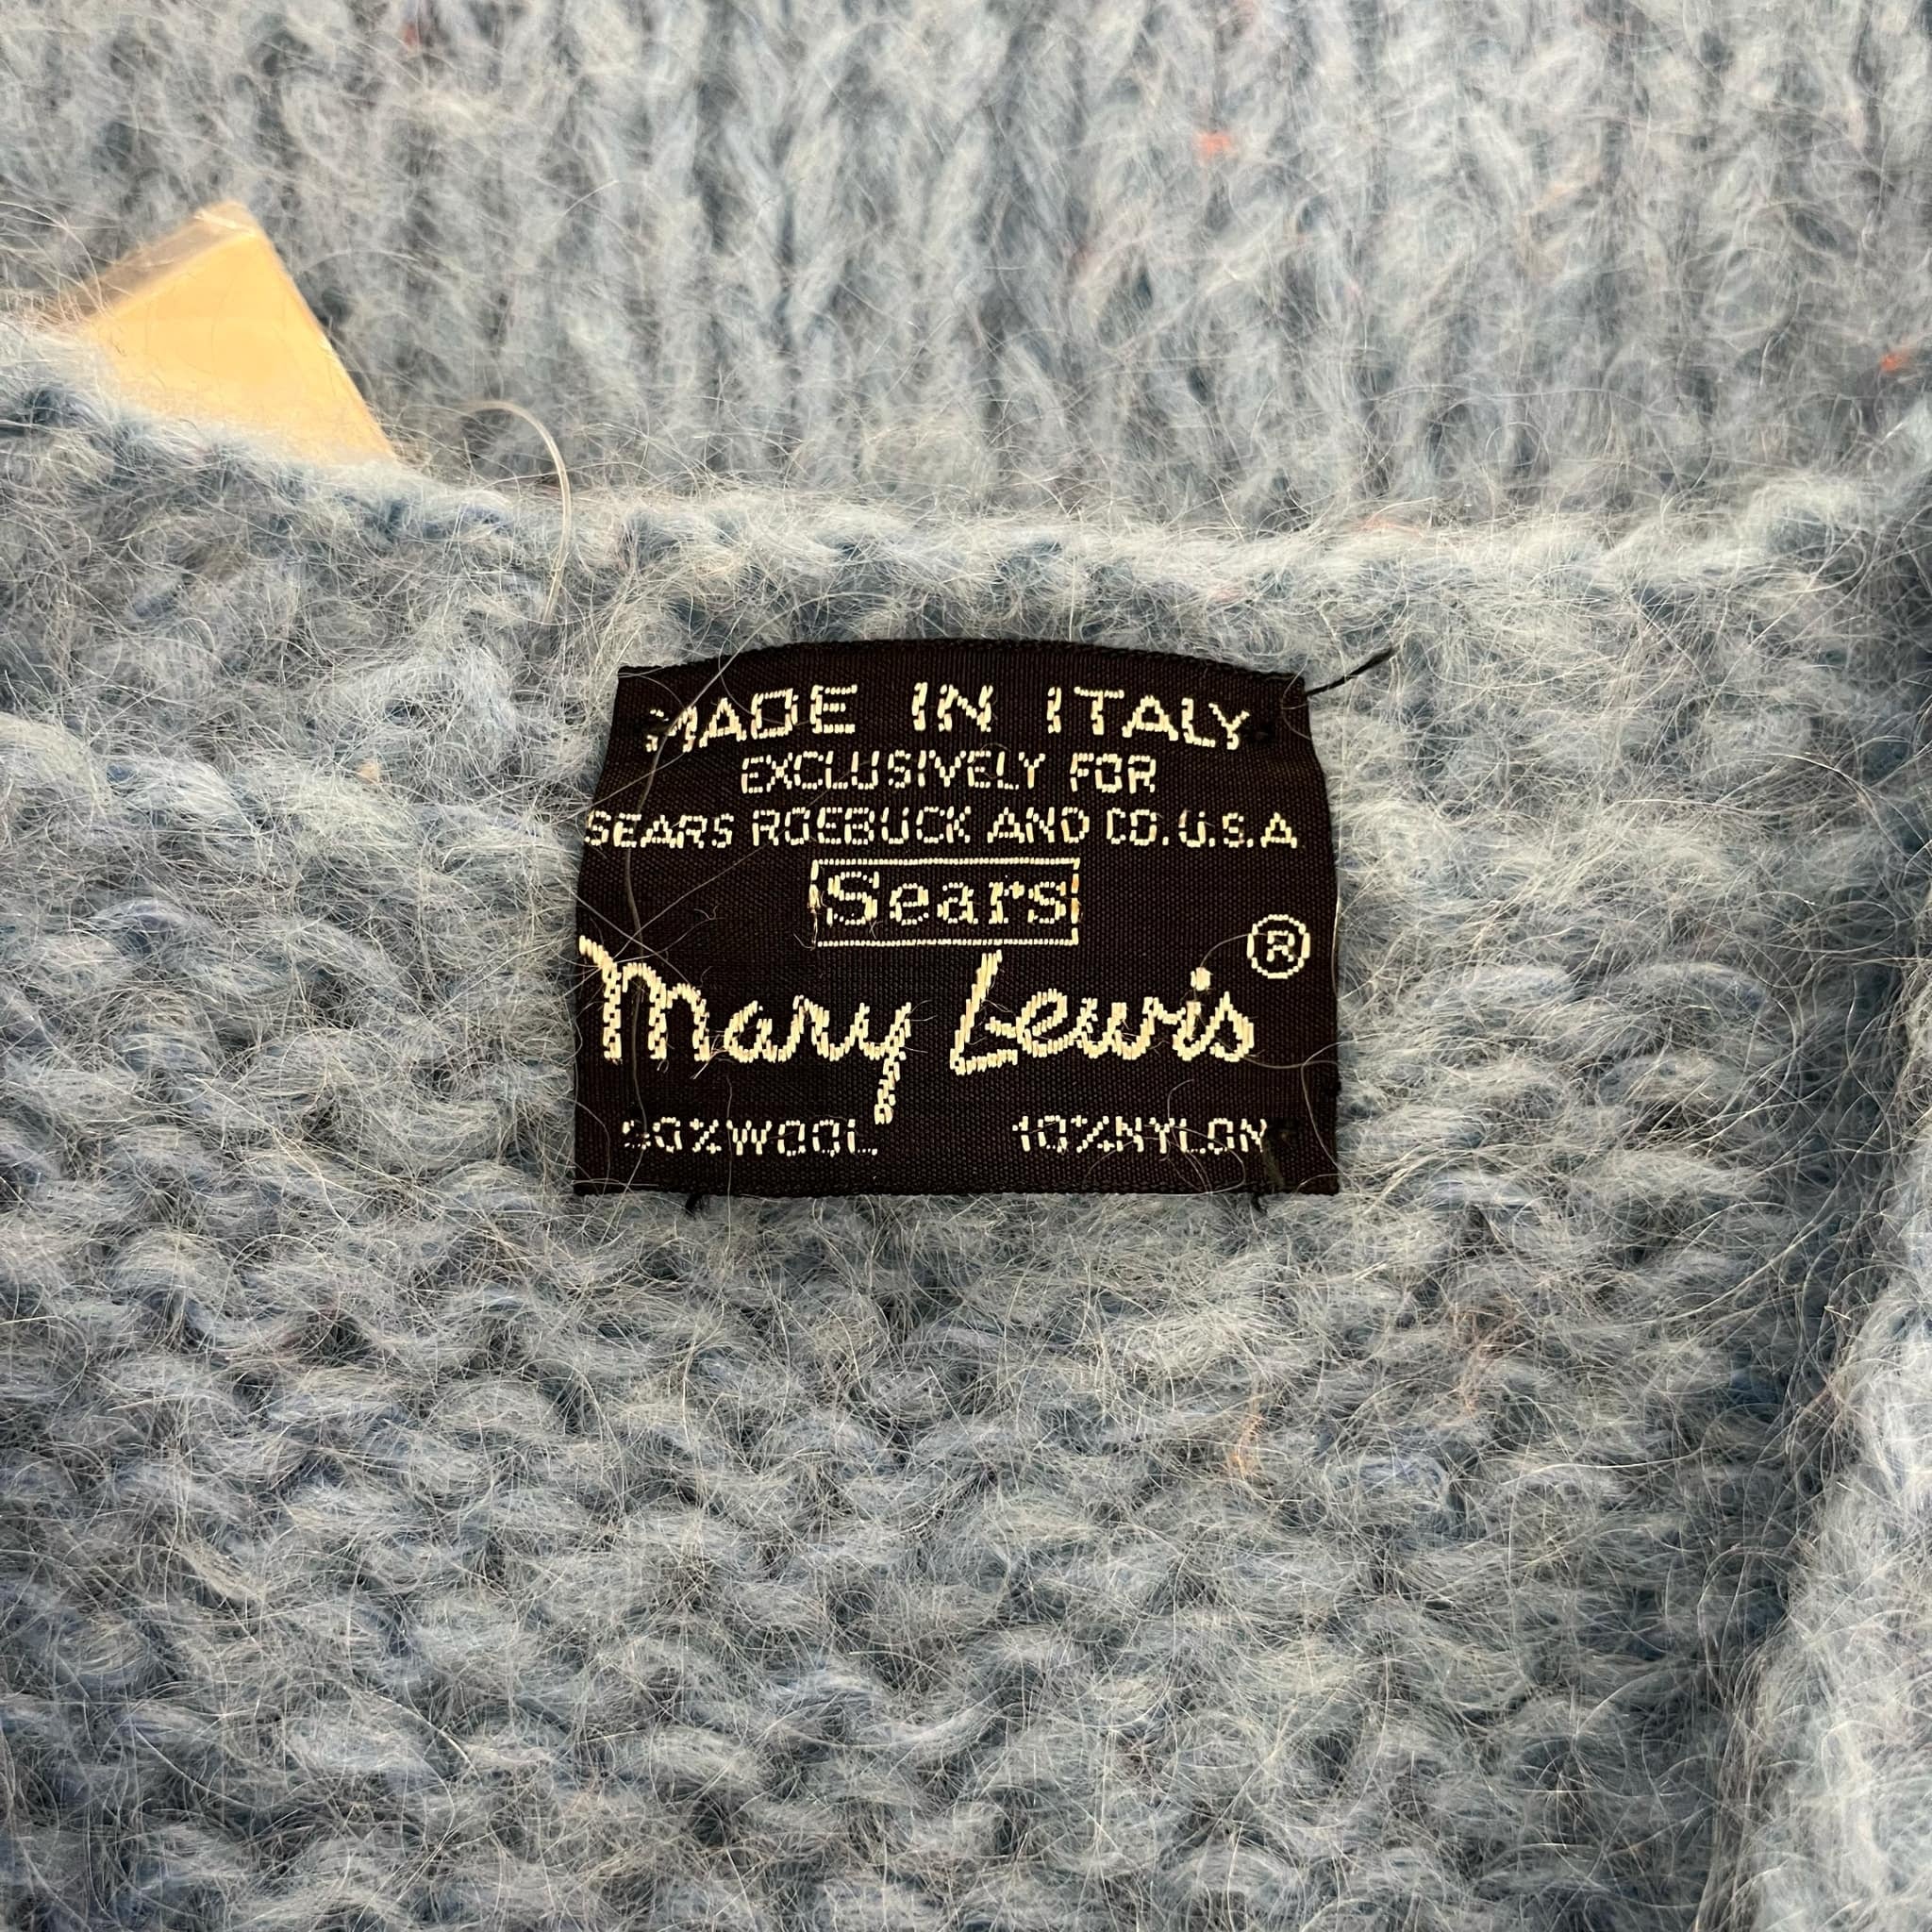 MADE IN ITALY
EXCLUSIVELY FOR
SEARS ROEBUCK AND CO.U.S.A
Sears
Mary Lewis ®
90%WOOL 10%NYLON